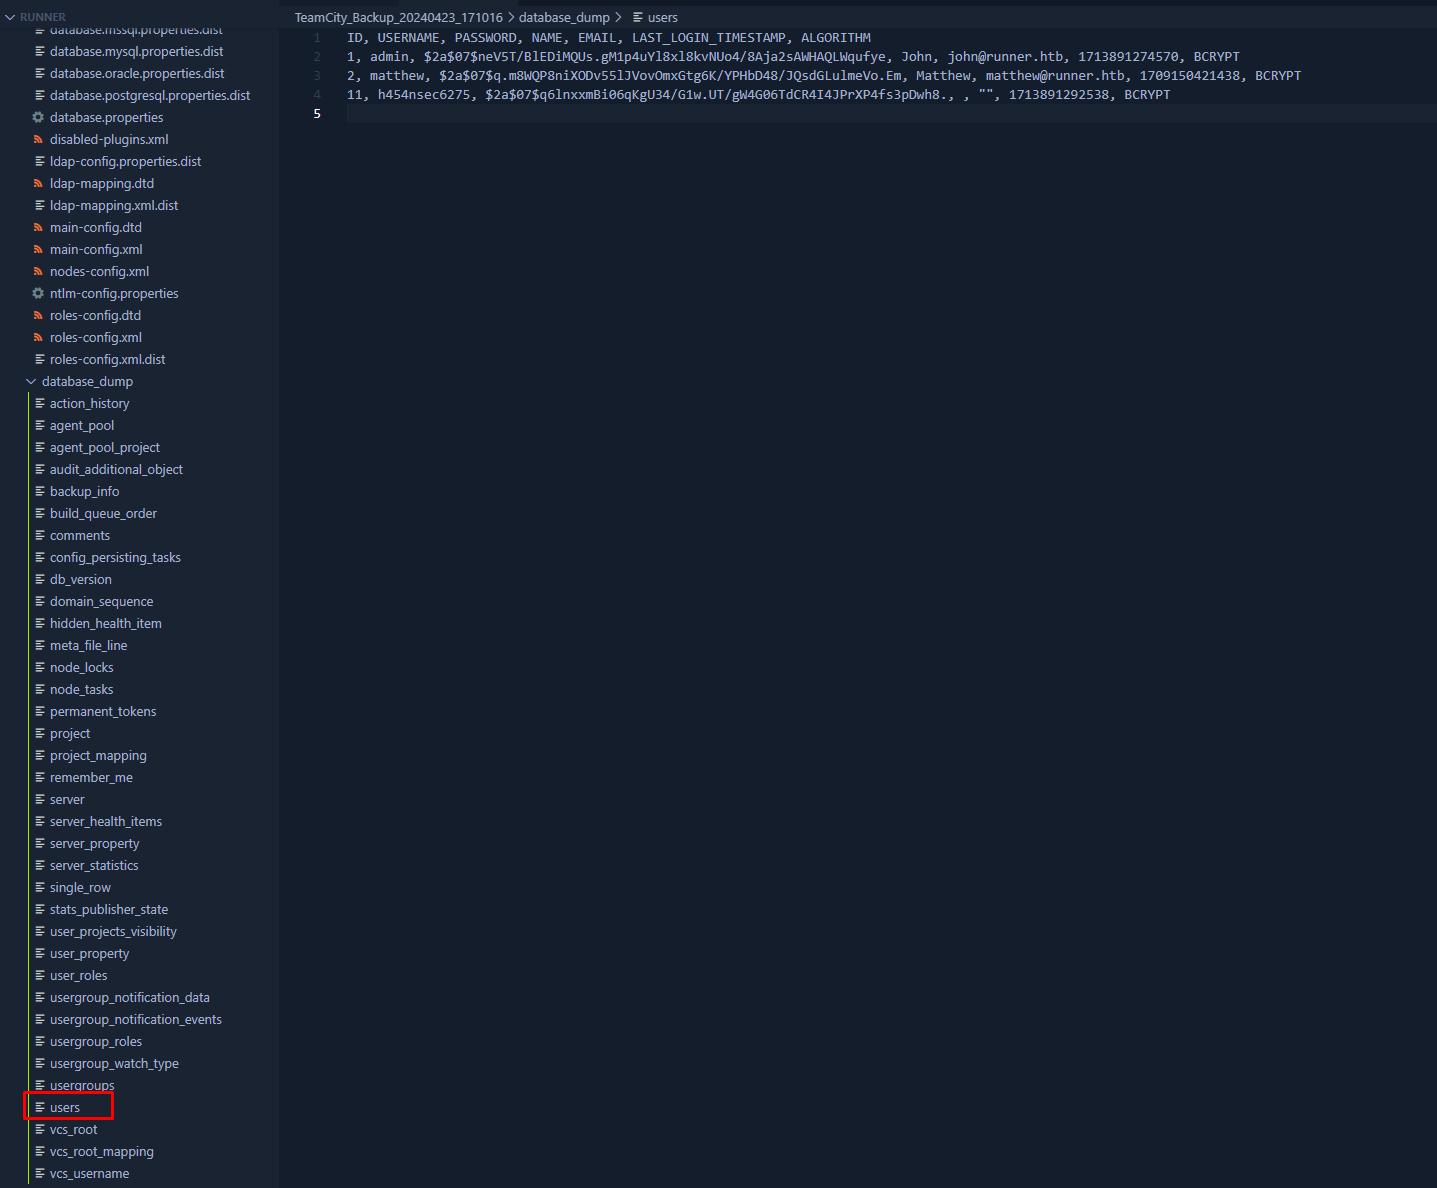 RUNNER
database.mssql.properties.dist
database.mysql.properties.dist
database.oracle.properties.dist
database.postgresql.properties.dist
database.properties
disabled-plugins.xml
ldap-config.properties.dist
ldap-mapping.dtd
ldap-mapping.xml.dist
main-config.dtd
main-config.xml
nodes-config.xml
ntlm-config.properties
roles-config.dtd
roles-config.xml
roles-config.xml.dist
database_dump
action_history
agent_pool
agent_pool_project
audit_additional_object
backup_info
build_queue_order
comments
config_persisting_tasks
db_version
domain_sequence
hidden_health_item
meta_file_line
node_locks
node_tasks
permanent_tokens
project
project_mapping
remember_me
server
server_health_items
server_property
server_statistics
single_row
stats_publisher_state
user_projects_visibility
user_property
user_roles
usergroup_notification_data
usergroup_notification_events
usergroup_roles
usergroup_watch_type
usergroups
users
vcs_root
vcs_root_mapping
vcs_username
TeamCity_Backup_20240423_171016 > database_dump > users
1 ID, USERNAME, PASSWORD, NAME, EMAIL, LAST_LOGIN_TIMESTAMP, ALGORITHM
2 1, admin, $2a$07$neV5T/BlEDiMQUs.gM1p4uYl8xl8kvNUo4/8Aja2sAWHAQLWqufye, John, john@runner.htb, 1713891274570, BCRYPT
3 2, matthew, $2a$07$q.m8WQP8niXODv55lJVovOmxGtg6K/YPHbD48/JQsdGLulmeVo.Em, Matthew, matthew@runner.htb, 1709150421438, BCRYPT
4 11, h454nsec6275, $2a$07$q6lnxxmBi06qKgU34/G1w.UT/gW4G06TdCR4I4JPrXP4fs3pDwh8., , "", 1713891292538, BCRYPT
5